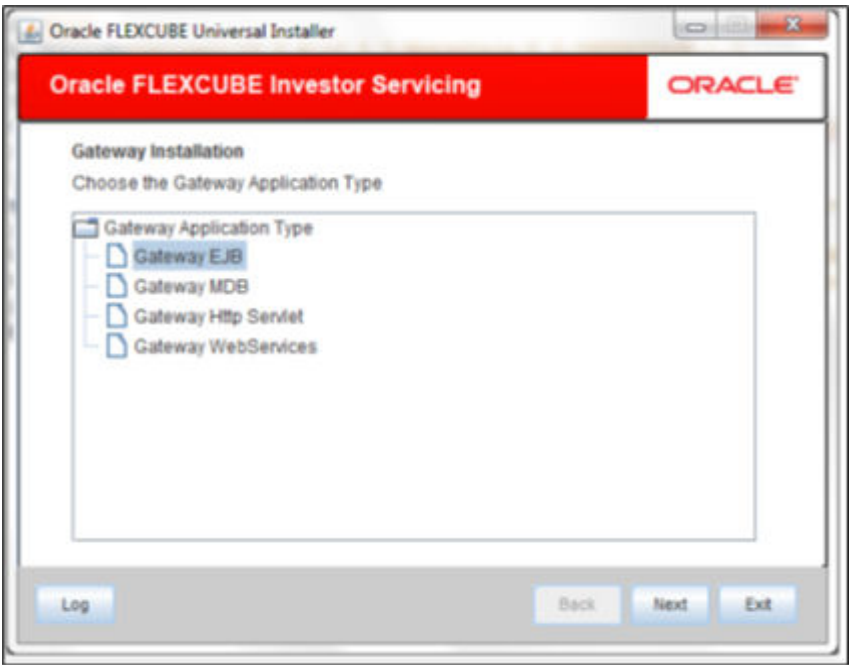 Oracle FLEXCUBE Universal Installer
Oracle FLEXCUBE Investor Servicing
ORACLE
Gateway Installation
Choose the Gateway Application Type
Gateway Application Type
Gateway EJB
Gateway MDB
Gateway Http Servlet
Gateway WebServices
Log Back Next Exit